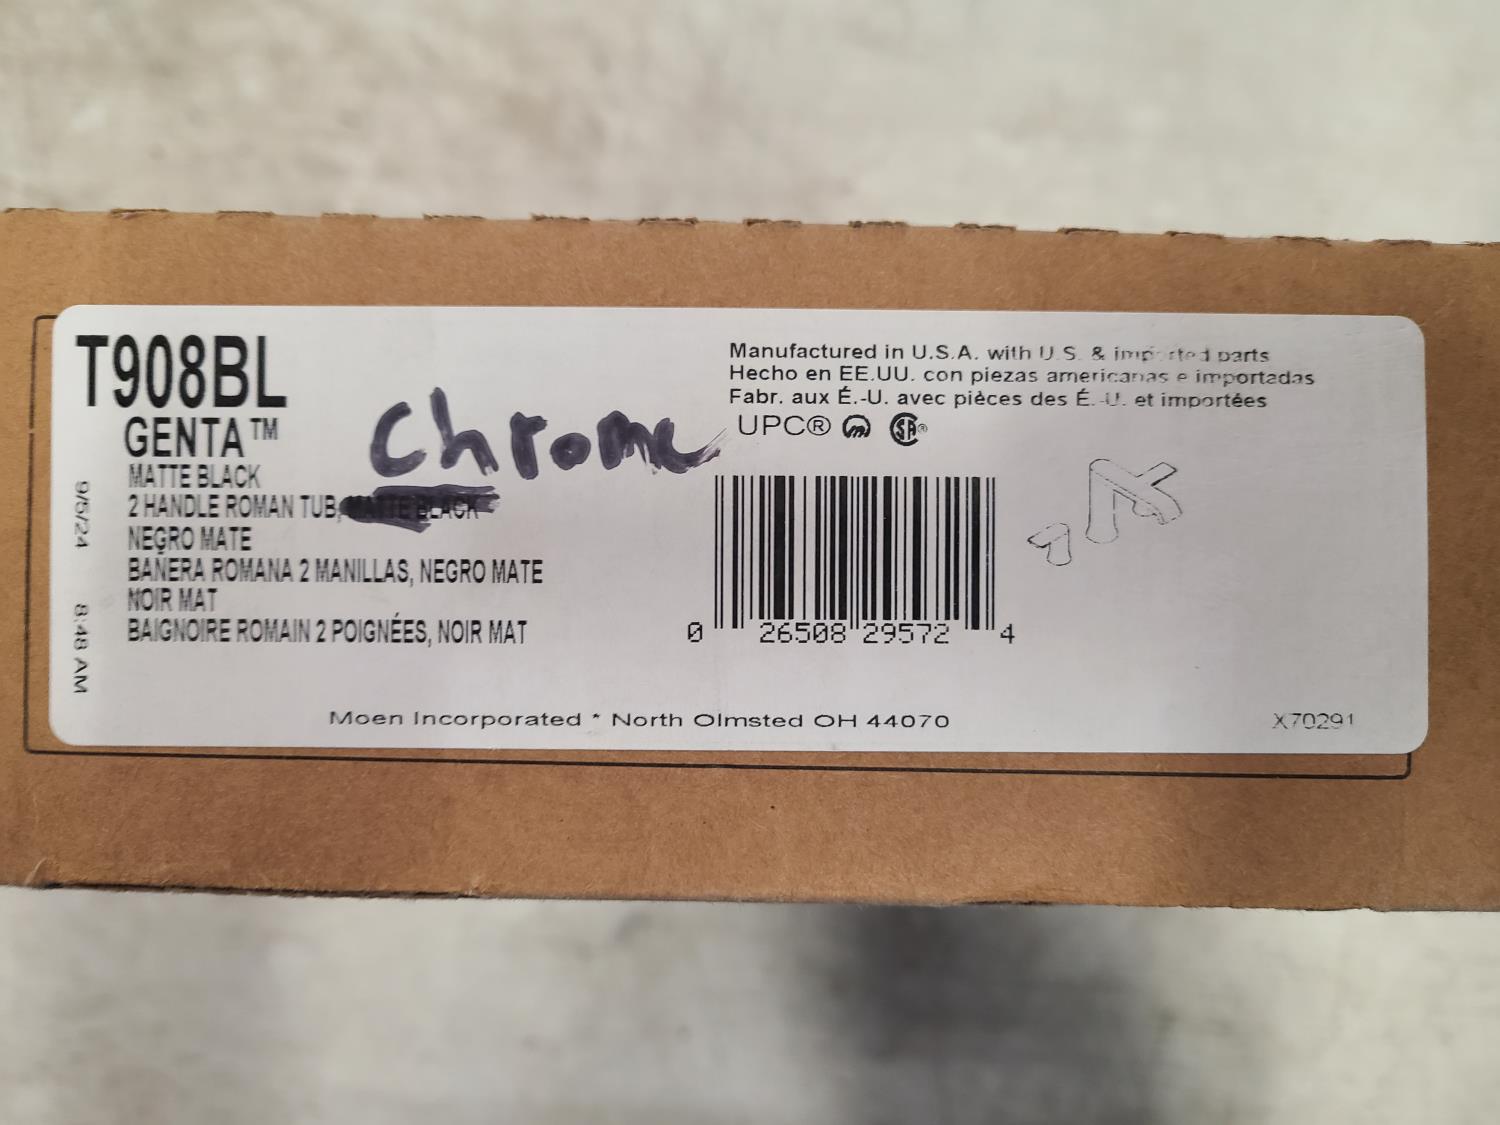 T908BL
GENTA™
Chrome
MATTE BLACK
2 HANDLE ROMAN TUB, MATTE BLACK
NEGRO MATE
BAÑERA ROMANA 2 MANILLAS, NEGRO MATE
NOIR MAT
BAIGNOIRE ROMAIN 2 POIGNÉES, NOIR MAT
9/5/24 8:48 AM
Manufactured in U.S.A. with U.S. & imported parts
Hecho en EE.UU. con piezas americanas e importadas
Fabr. aux É.-U. avec pièces des É.-U. et importées
UPC® SA®
0 26508 29572 4
Moen Incorporated * North Olmsted OH 44070
X70291